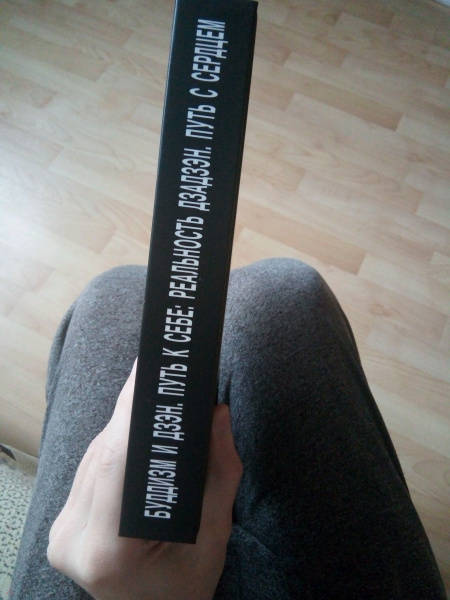 БУДДИЗМ И ДЗЭН. ПУТЬ К СЕБЕ: РЕАЛЬНОСТЬ ДЗАДЗЭН. ПУТЬ С СЕРДЦЕМ